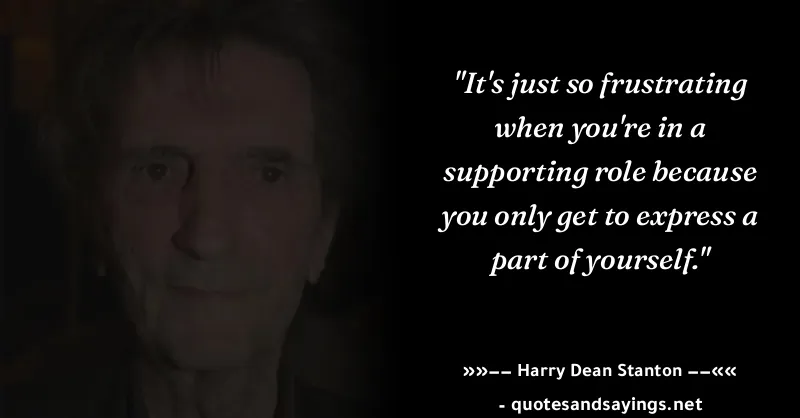 "It's just so frustrating
when you're in a
supporting role because
you only get to express a
part of yourself."
»»−− Harry Dean Stanton −−««
- quotesandsayings.net